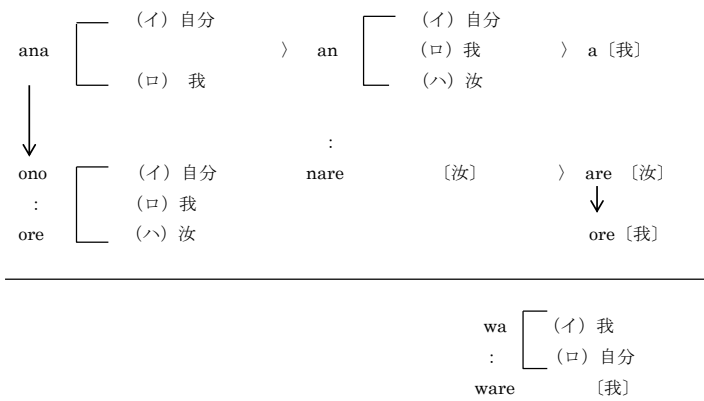 (イ) 自分 (イ) 自分
ana 〉 an (ロ) 我 〉 a〔我〕
(ロ) 我 (ハ) 汝
:
ono (イ) 自分 nare 〔汝〕 〉 are 〔汝〕
: (ロ) 我
ore (ハ) 汝 ore〔我〕
wa (イ) 我
: (ロ) 自分
ware 〔我〕